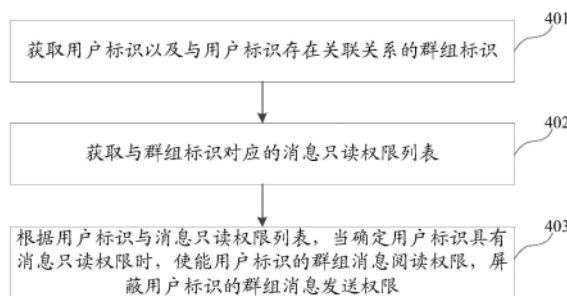 401
获取用户标识以及与用户标识存在关联关系的群组标识
402
获取与群组标识对应的消息只读权限列表
403
根据用户标识与消息只读权限列表，当确定用户标识具有
消息只读权限时，使能用户标识的群组消息阅读权限，屏
蔽用户标识的群组消息发送权限